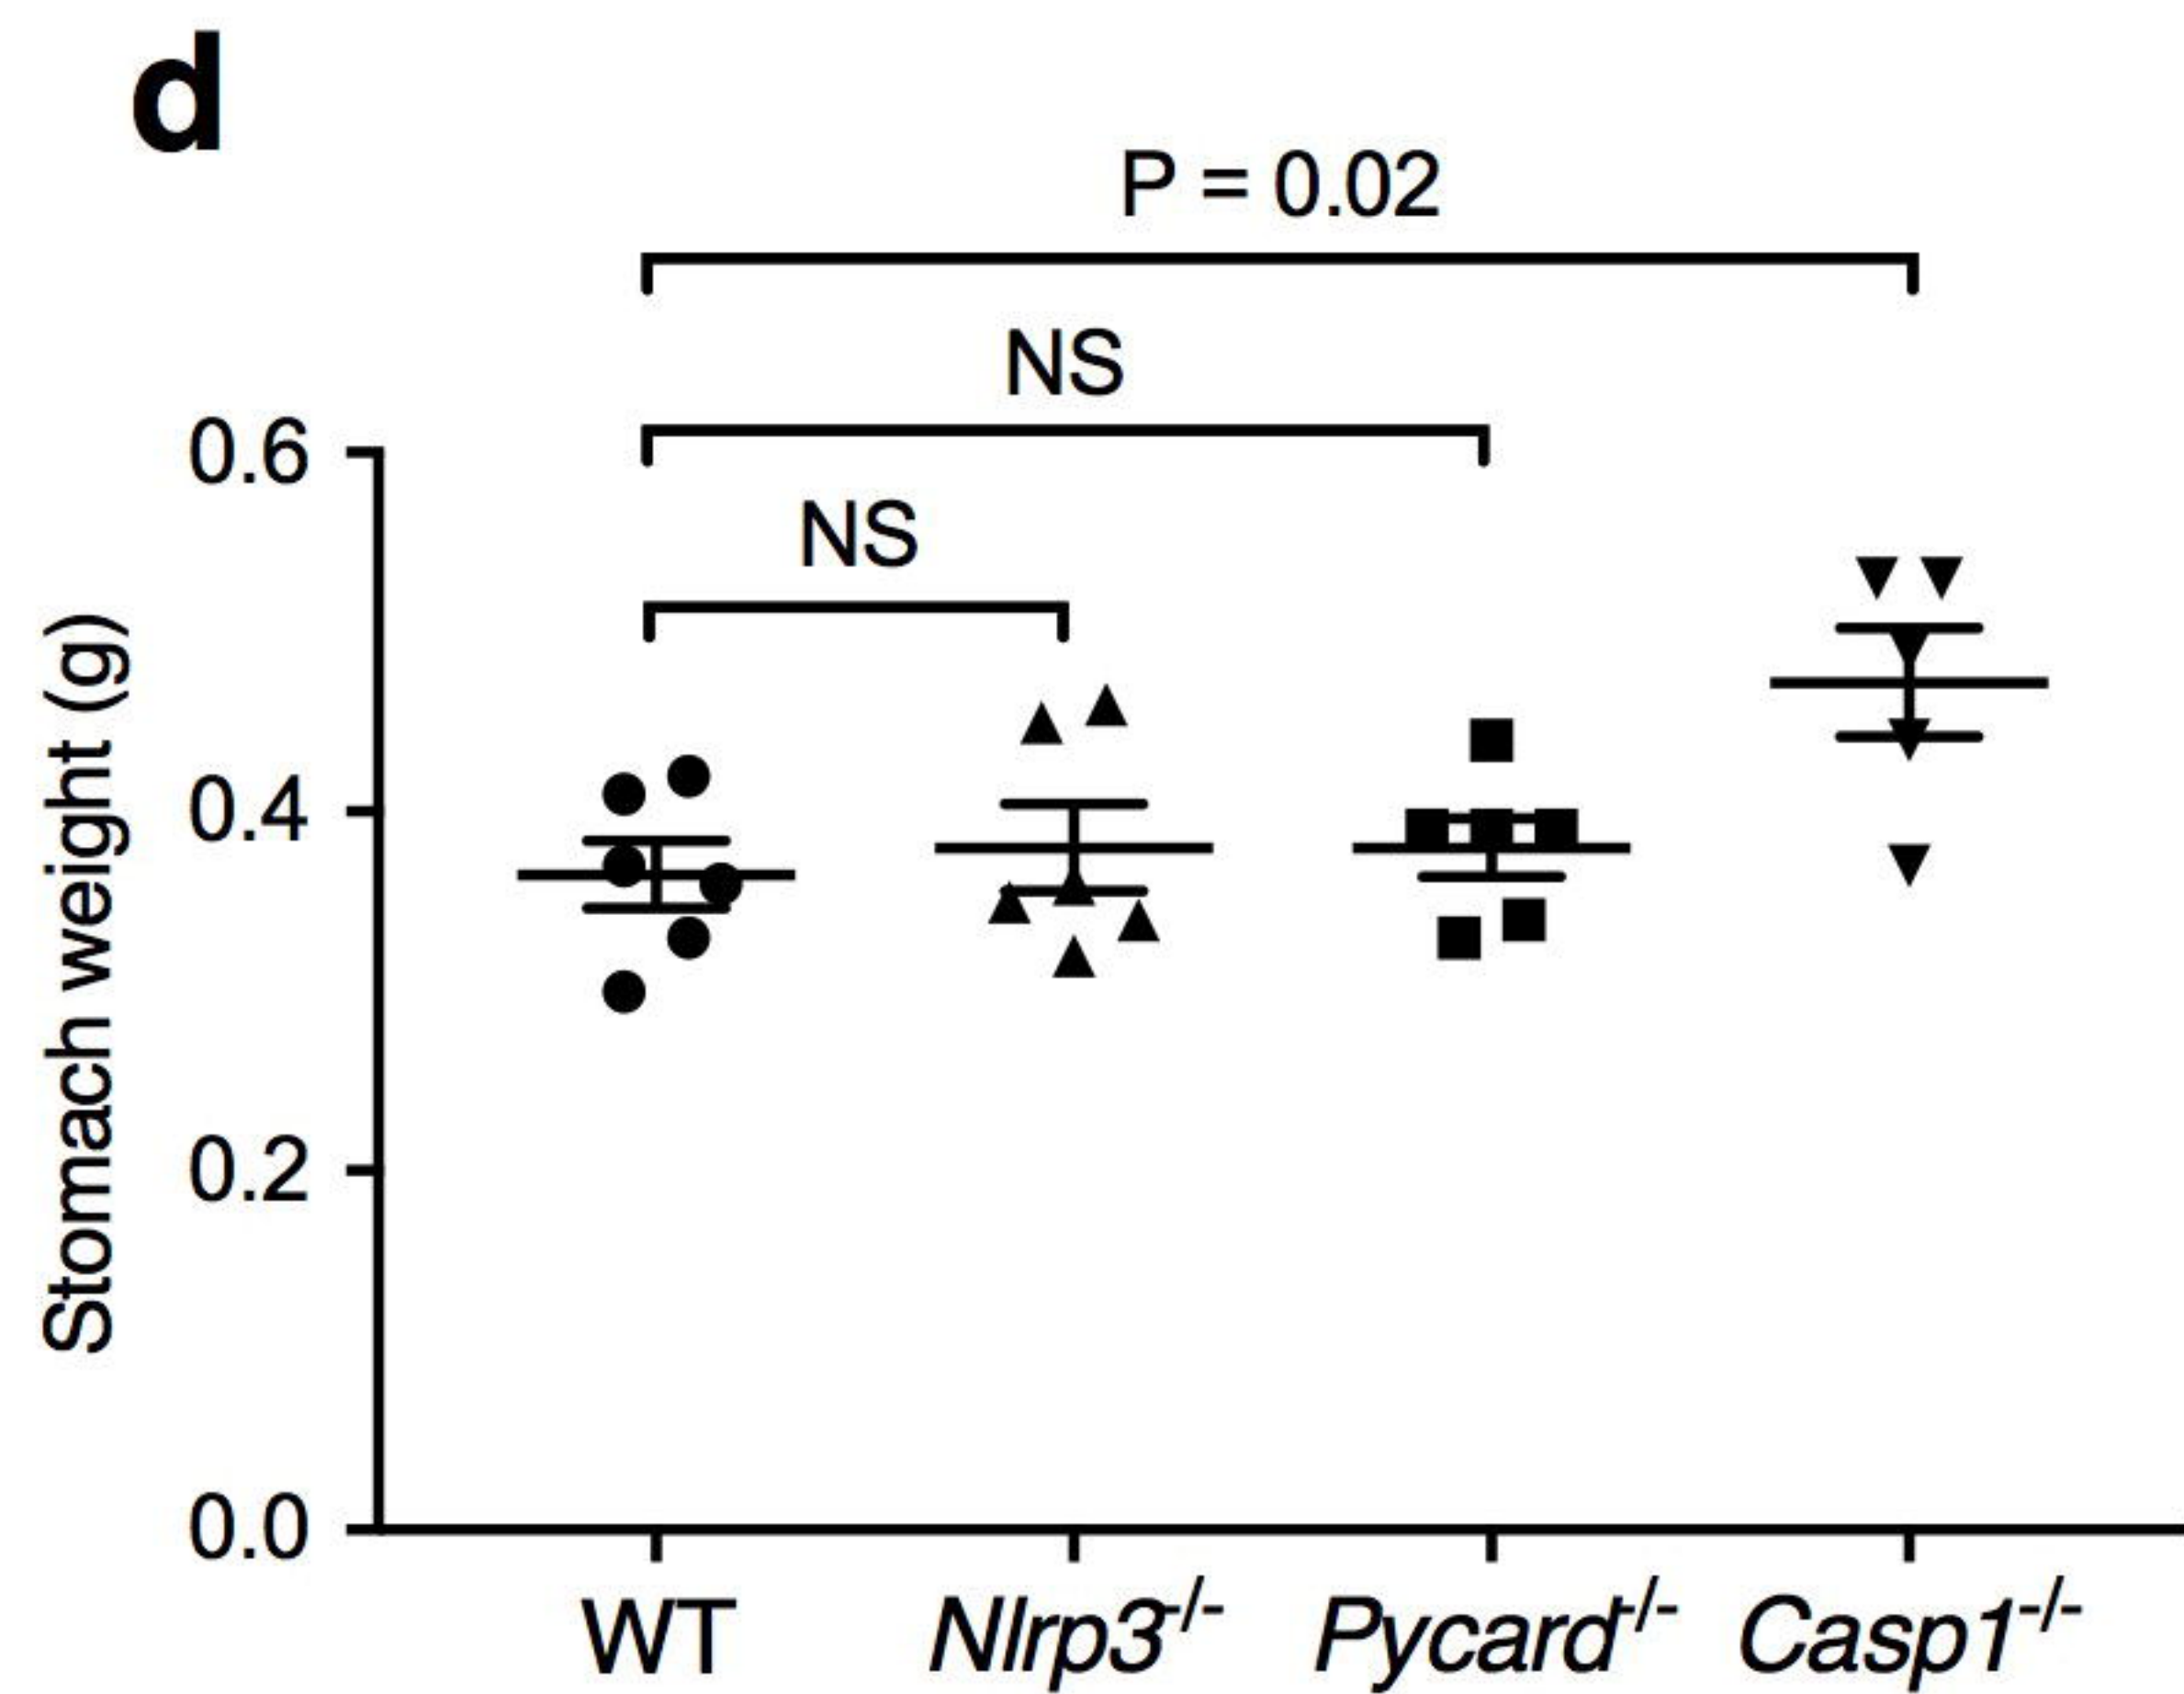 d
P = 0.02
NS
NS
0.6
0.4
0.2
0.0
Stomach weight (g)
WT Nlrp3-/- Pycard-/- Casp1-/-